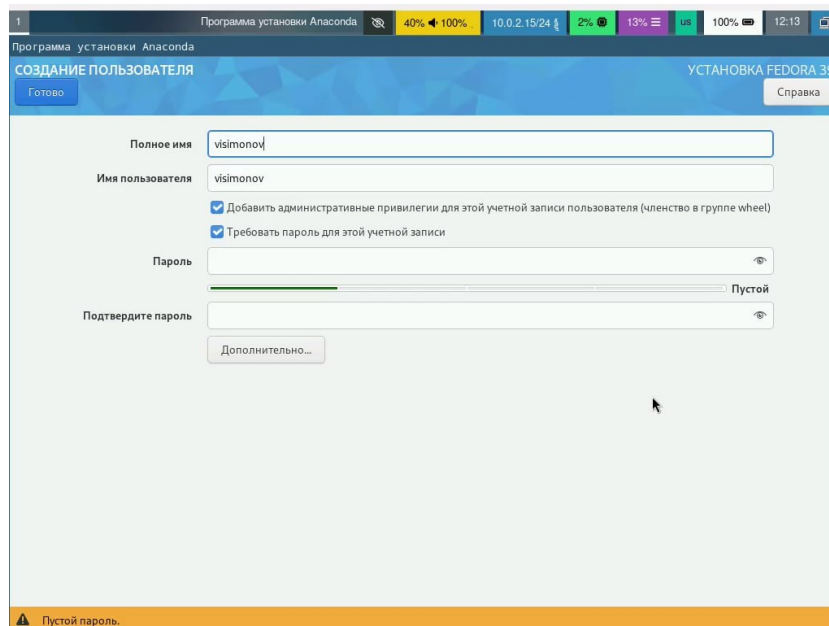 1 Программа установки Anaconda 40% 100% 10.0.2.15/24 2% 13% us 100% 12:13
Программа установки Anaconda
СОЗДАНИЕ ПОЛЬЗОВАТЕЛЯ УСТАНОВКА FEDORA
Готово Справка
Полное имя visimonov
Имя пользователя visimonov
Добавить административные привилегии для этой учетной записи пользователя (членство в группе wheel)
Требовать пароль для этой учетной записи
Пароль
Пустой
Подтвердите пароль
Дополнительно...
Пустой пароль.